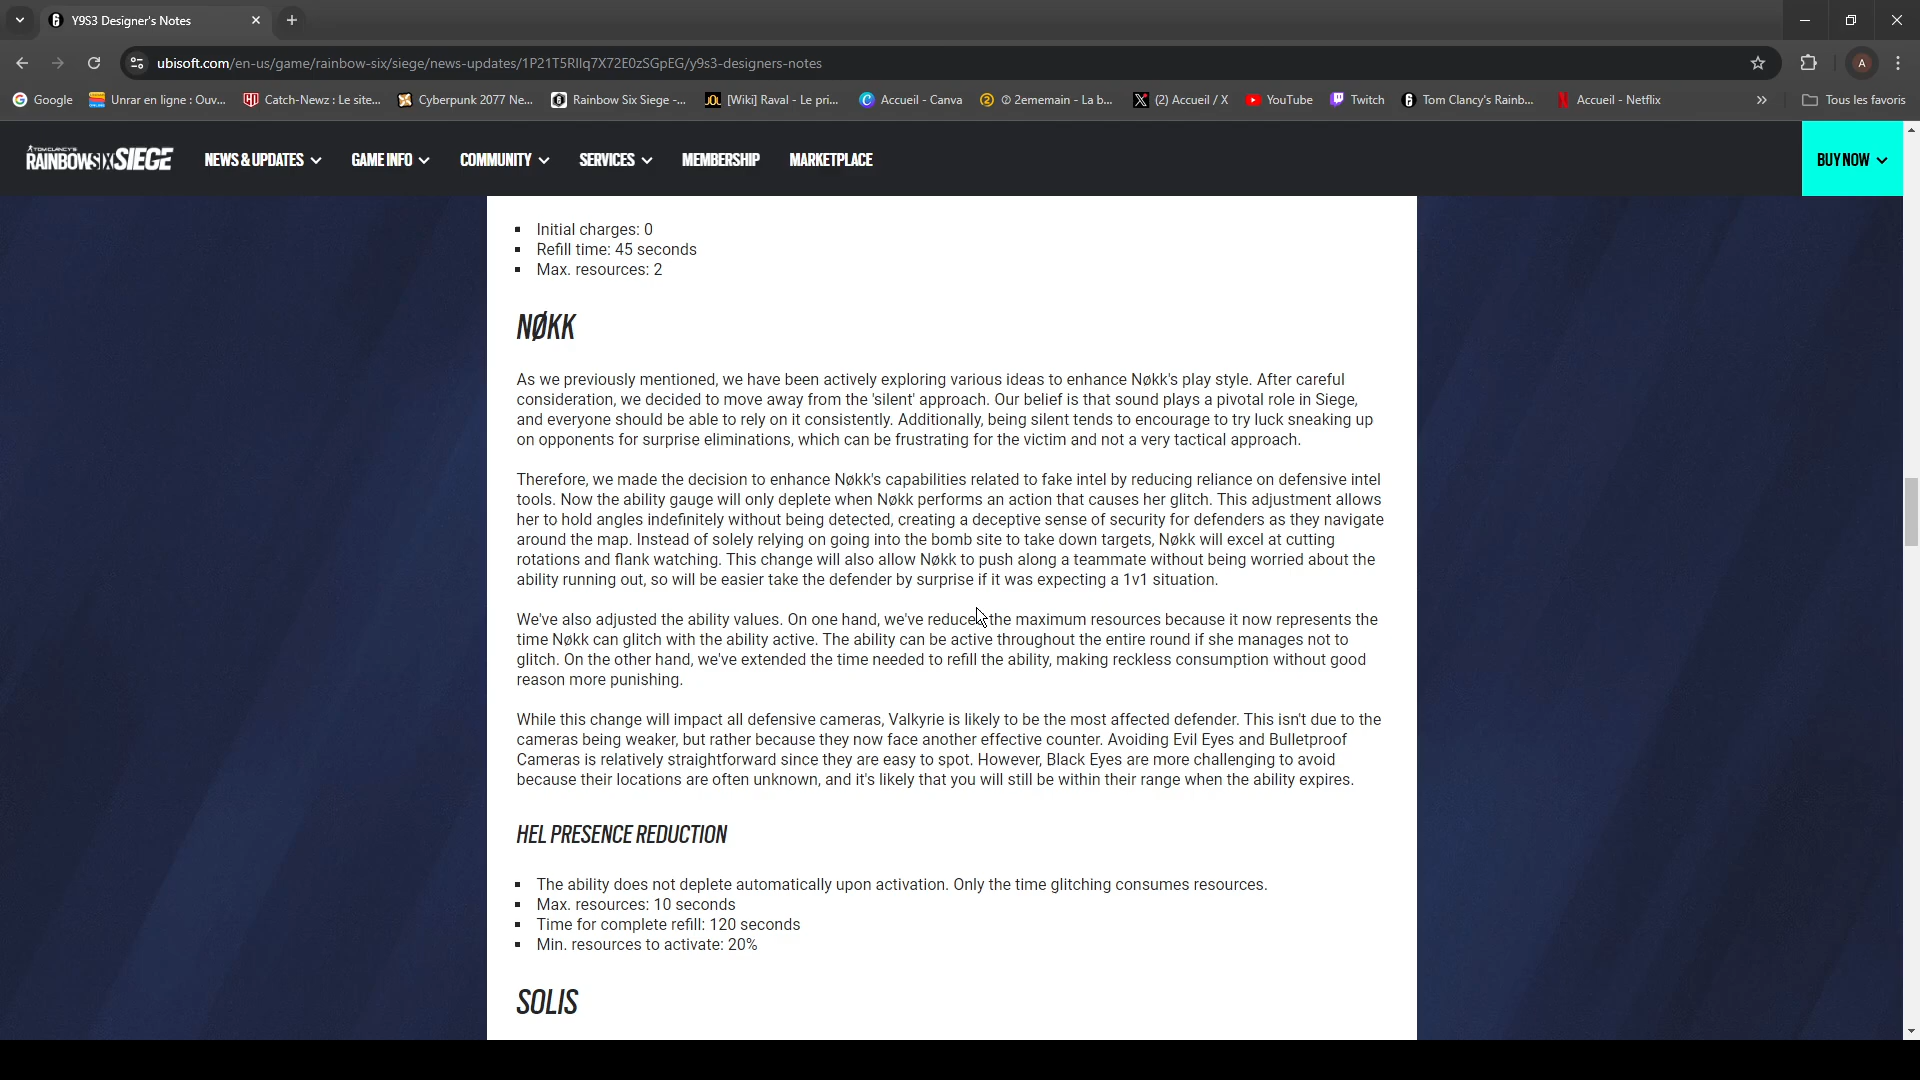 Y9S3 Designer's Notes
ubisoft.com/en-us/game/rainbow-six/siege/news-updates/1P21T5RIlq7X72E0zSGpEG/y9s3-designers-notes
A
Google
Unrar en ligne : Ouv...
Catch-Newz : Le site...
Cyberpunk 2077 Ne...
Rainbow Six Siege -...
[Wiki] Raval - Le pri...
Accueil - Canva
② 2ememain - La b...
(2) Accueil / X
YouTube
Twitch
Tom Clancy's Rainb...
Accueil - Netflix
Tous les favoris
TOM CLANCY'S
RAINBOWSIX SIEGE
NEWS & UPDATES
GAME INFO
COMMUNITY
SERVICES
MEMBERSHIP
MARKETPLACE
BUY NOW
▪ Initial charges: 0
▪ Refill time: 45 seconds
▪ Max. resources: 2
NØKK
As we previously mentioned, we have been actively exploring various ideas to enhance Nøkk's play style. After careful
consideration, we decided to move away from the 'silent' approach. Our belief is that sound plays a pivotal role in Siege,
and everyone should be able to rely on it consistently. Additionally, being silent tends to encourage to try luck sneaking up
on opponents for surprise eliminations, which can be frustrating for the victim and not a very tactical approach.
Therefore, we made the decision to enhance Nøkk's capabilities related to fake intel by reducing reliance on defensive intel
tools. Now the ability gauge will only deplete when Nøkk performs an action that causes her glitch. This adjustment allows
her to hold angles indefinitely without being detected, creating a deceptive sense of security for defenders as they navigate
around the map. Instead of solely relying on going into the bomb site to take down targets, Nøkk will excel at cutting
rotations and flank watching. This change will also allow Nøkk to push along a teammate without being worried about the
ability running out, so will be easier take the defender by surprise if it was expecting a 1v1 situation.
We've also adjusted the ability values. On one hand, we've reduced the maximum resources because it now represents the
time Nøkk can glitch with the ability active. The ability can be active throughout the entire round if she manages not to
glitch. On the other hand, we've extended the time needed to refill the ability, making reckless consumption without good
reason more punishing.
While this change will impact all defensive cameras, Valkyrie is likely to be the most affected defender. This isn't due to the
cameras being weaker, but rather because they now face another effective counter. Avoiding Evil Eyes and Bulletproof
Cameras is relatively straightforward since they are easy to spot. However, Black Eyes are more challenging to avoid
because their locations are often unknown, and it's likely that you will still be within their range when the ability expires.
HEL PRESENCE REDUCTION
▪ The ability does not deplete automatically upon activation. Only the time glitching consumes resources.
▪ Max. resources: 10 seconds
▪ Time for complete refill: 120 seconds
▪ Min. resources to activate: 20%
SOLIS